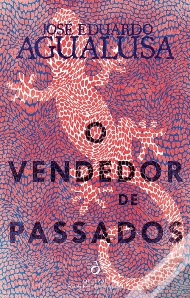 JOSÉ EDUARDO
AGUALUSA
O
VENDEDOR
DE
PASSADOS